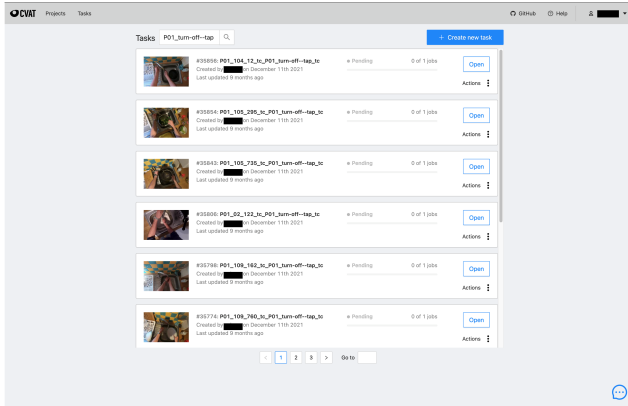 CVAT Projects Tasks GitHub Help
Tasks P01_turn-off--tap + Create new task
#35856: P01_104_12_tc_P01_turn-off--tap_tc Pending 0 of 1 jobs Open
Created by on December 11th 2021
Last updated 9 months ago Actions
#35854: P01_105_295_tc_P01_turn-off--tap_tc Pending 0 of 1 jobs Open
Created by on December 11th 2021
Last updated 9 months ago Actions
#35843: P01_105_735_tc_P01_turn-off--tap_tc Pending 0 of 1 jobs Open
Created by on December 11th 2021
Last updated 9 months ago Actions
#35806: P01_02_122_tc_P01_turn-off--tap_tc Pending 0 of 1 jobs Open
Created by on December 11th 2021
Last updated 9 months ago Actions
#35798: P01_109_192_tc_P01_turn-off--tap_tc Pending 0 of 1 jobs Open
Created by on December 11th 2021
Last updated 9 months ago Actions
#35774: P01_109_760_tc_P01_turn-off--tap_tc Pending 0 of 1 jobs Open
Created by on December 11th 2021
Last updated 9 months ago Actions
< 1 2 3 > Go to